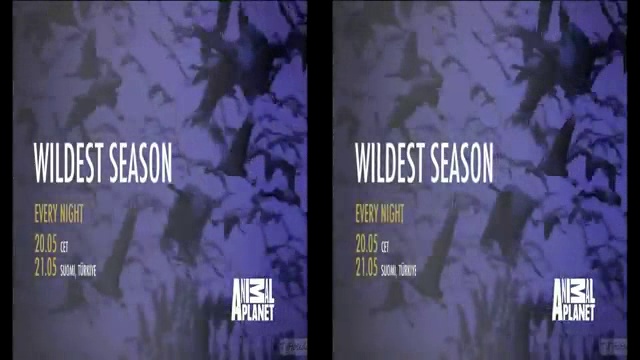 WILDEST SEASON
EVERY NIGHT
20.05 CET
21.05 SUOMI, TÜRKIYE
ANIMAL
PLANET
WILDEST SEASON
EVERY NIGHT
20.05 CET
21.05 SUOMI, TÜRKIYE
ANIMAL
PLANET